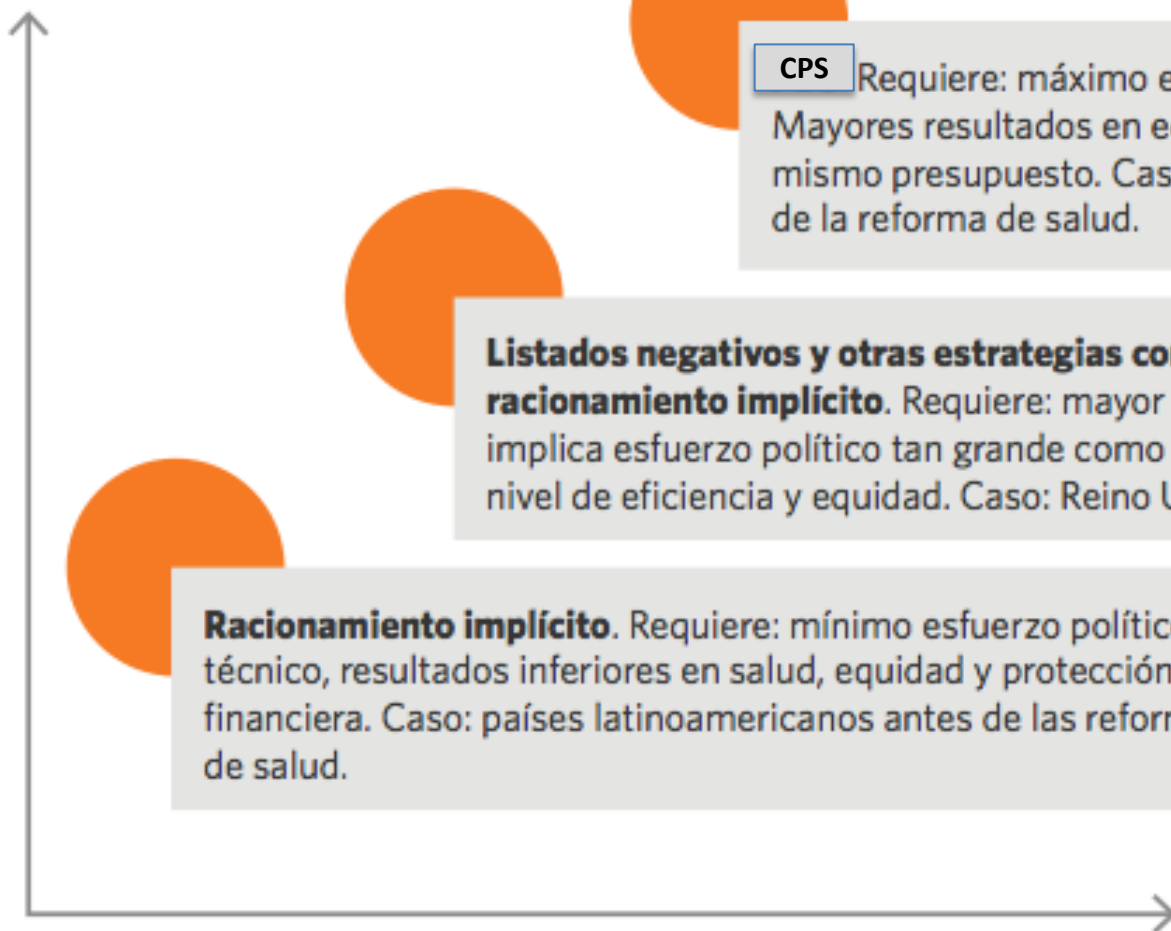 CPS Requiere: máximo
Mayores resultados en
mismo presupuesto.
de la reforma de salud.
Listados negativos y otras estrategias
racionamiento implícito. Requiere: mayor
implica esfuerzo político tan grande como
nivel de eficiencia y equidad. Caso: Reino
Racionamiento implícito. Requiere: mínimo esfuerzo
técnico, resultados inferiores en salud, equidad y protección
financiera. Caso: países latinoamericanos antes de las
de salud.